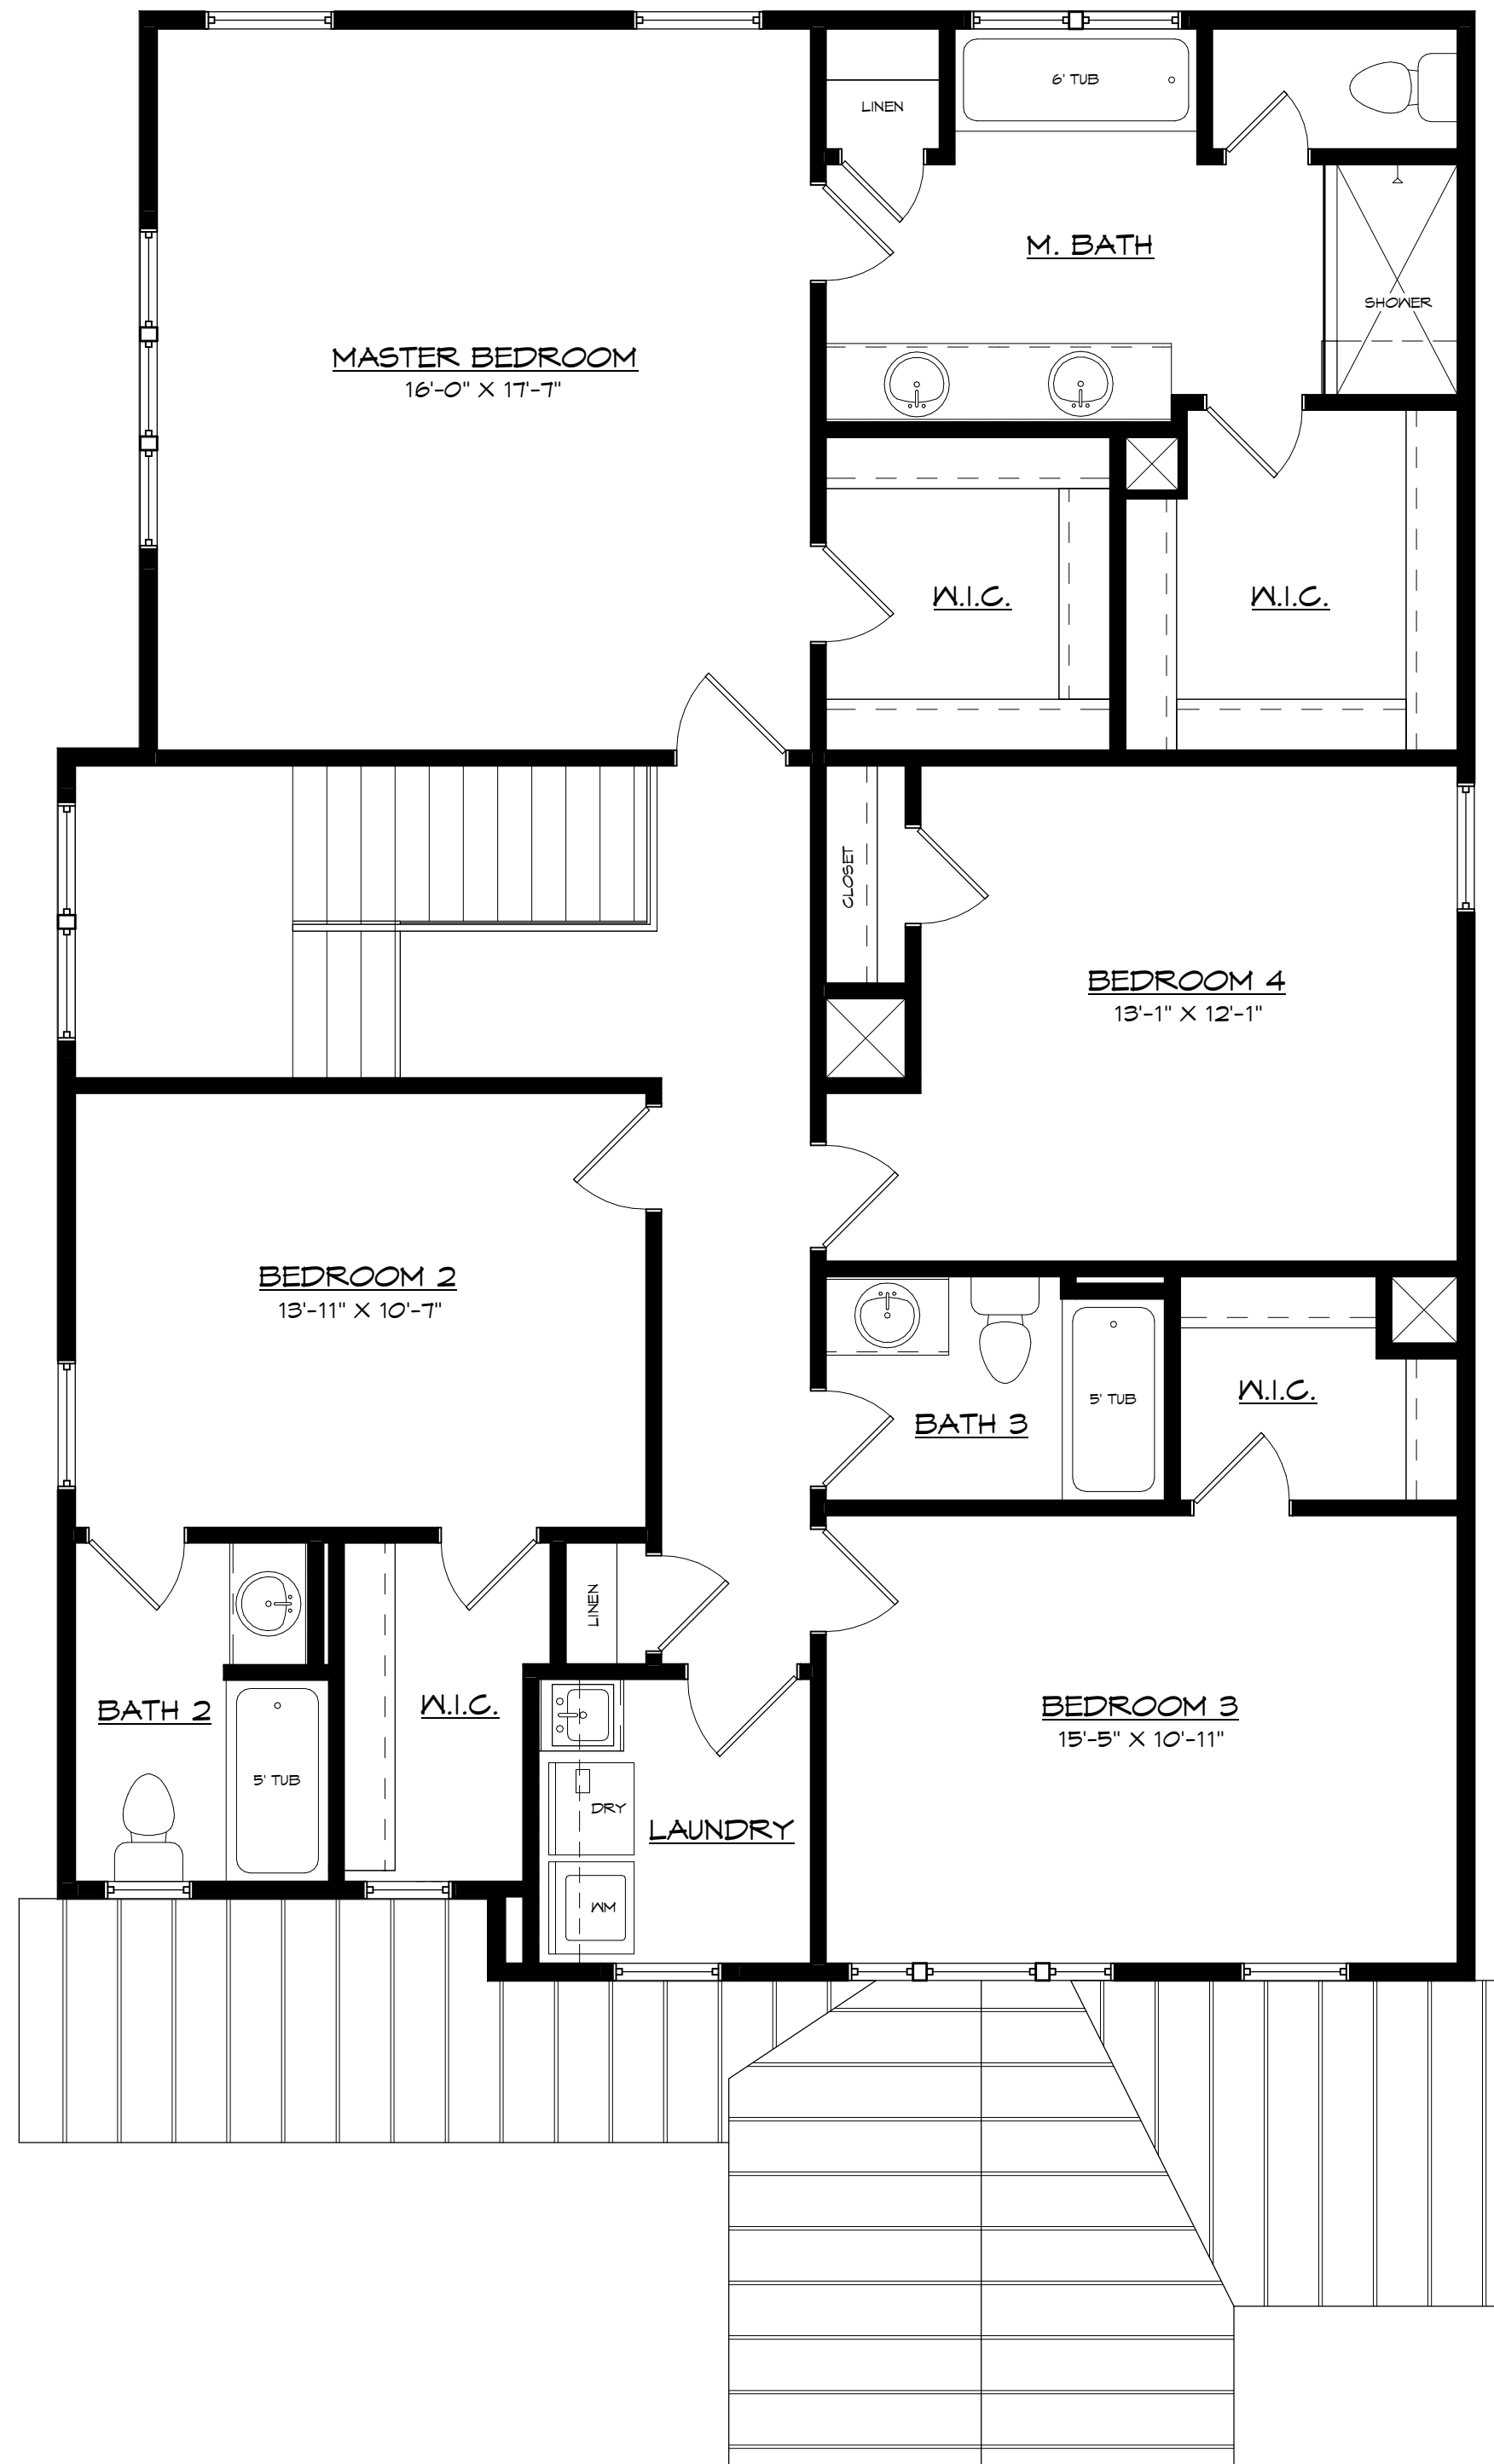 6' TUB
LINEN
M. BATH
SHOWER
MASTER BEDROOM
16'-0" X 17'-7"
W.I.C.
W.I.C.
CLOSET
BEDROOM 4
13'-1" X 12'-1"
BEDROOM 2
13'-11" X 10'-7"
W.I.C.
5' TUB
BATH 3
LINEN
BATH 2
W.I.C.
BEDROOM 3
15'-5" X 10'-11"
5' TUB
DRY
LAUNDRY
WM